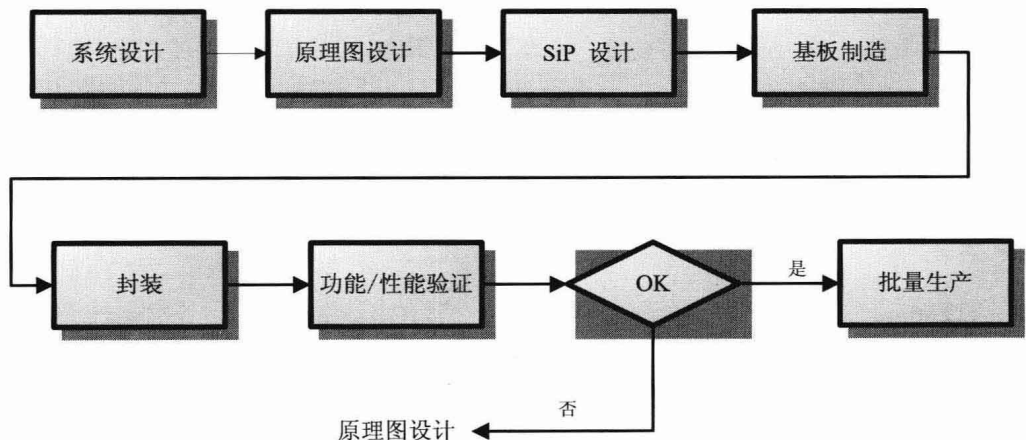 系统设计
原理图设计
SiP 设计
基板制造
封装
功能/性能验证
OK
是
批量生产
否
原理图设计